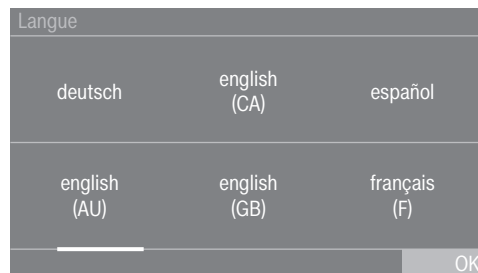 Langue
deutsch
english
(CA)
español
english
(AU)
english
(GB)
français
(F)
OK